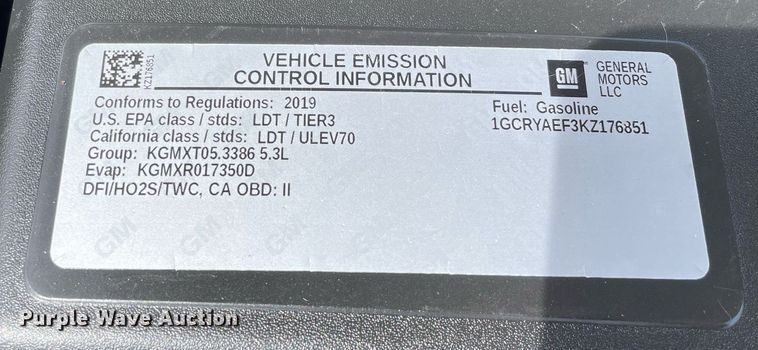 KZ176851
VEHICLE EMISSION
CONTROL INFORMATION
GM
GENERAL
MOTORS
LLC
Conforms to Regulations: 2019
U.S. EPA class / stds: LDT / TIER3
California class / stds: LDT / ULEV70
Group: KGMXT05.3386 5.3L
Evap: KGMXR017350D
DFI/HO2S/TWC, CA OBD: II
Fuel: Gasoline
1GCRYAEF3KZ176851
Purple Wave Auction